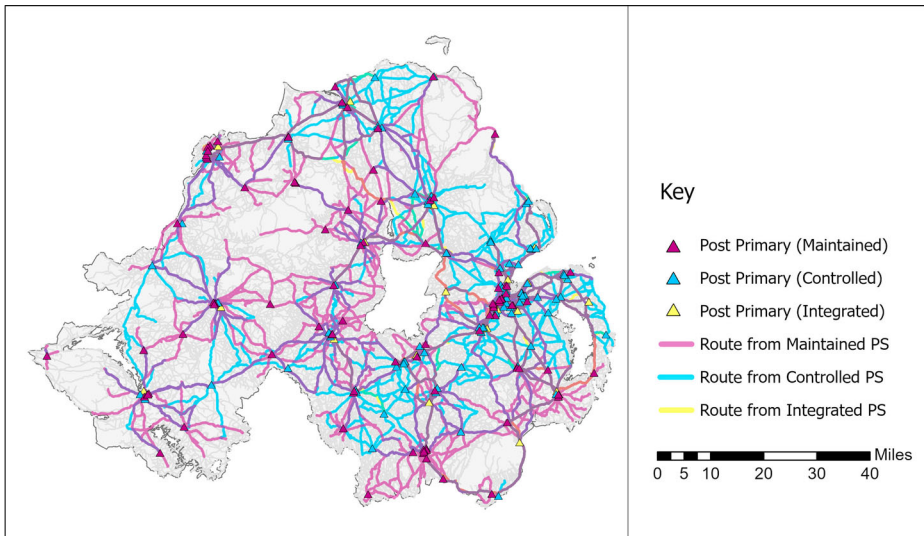 Key
Post Primary (Maintained)
Post Primary (Controlled)
Post Primary (Integrated)
Route from Maintained PS
Route from Controlled PS
Route from Integrated PS
Miles
0 5 10 20 30 40